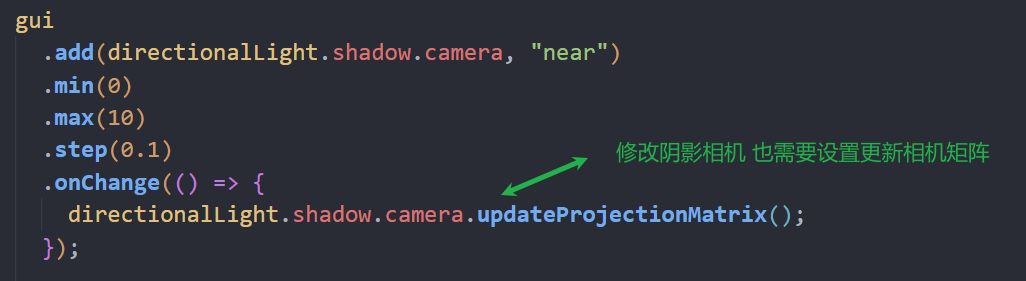 gui
.add(directionalLight.shadow.camera, "near")
.min(0)
.max(10)
.step(0.1)
修改阴影相机 也需要设置更新相机矩阵
.onChange(() => {
directionalLight.shadow.camera.updateProjectionMatrix();
});